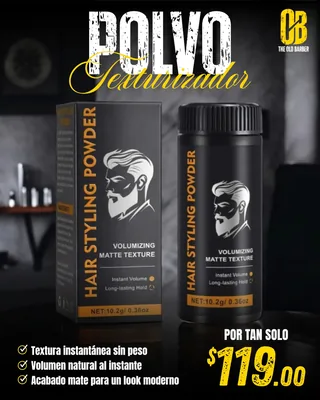 POLVO
Texturizador
OB
THE OLD BARBER
HAIR STYLING POWDER
VOLUMIZING
MATTE TEXTURE
Instant Volume
Long-lasting Hold
NET:10.2g/ 0.36oz
HAIR STYLING POWDER
VOLUMIZING
MATTE TEXTURE
Instant Volume
Long-lasting Hold
NET:10.2g/ 0.36oz
Textura instantánea sin peso
Volumen natural al instante
Acabado mate para un look moderno
POR TAN SOLO
$119.00